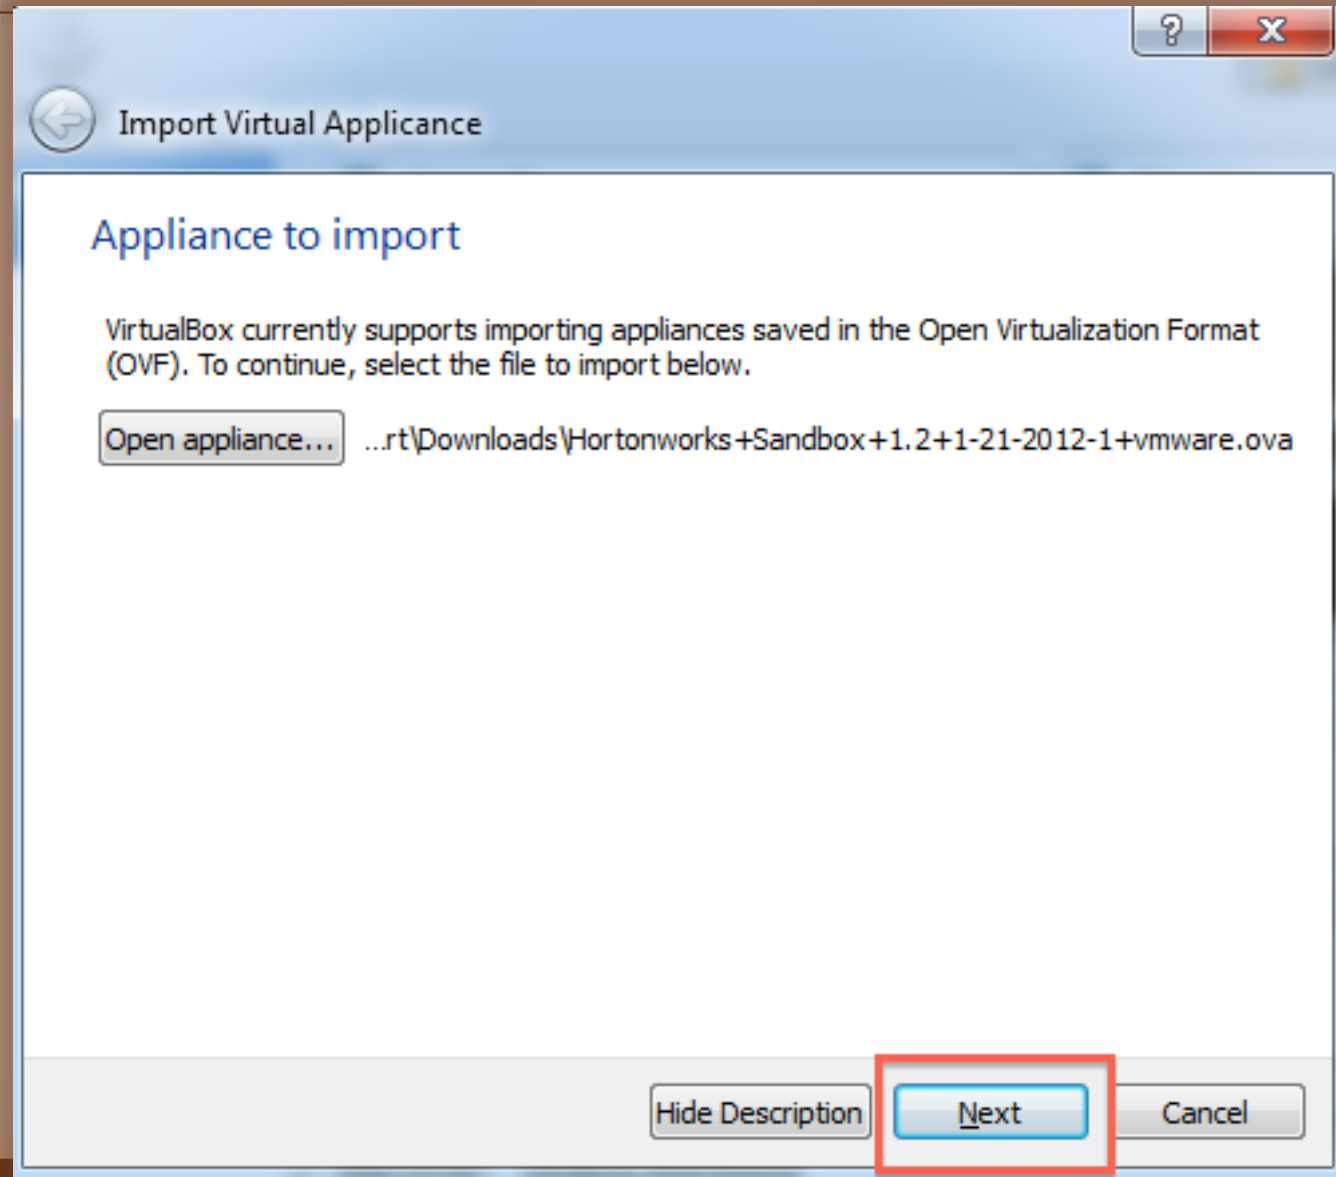 Import Virtual Applicance
Appliance to import
VirtualBox currently supports importing appliances saved in the Open Virtualization Format
(OVF). To continue, select the file to import below.
Open appliance... ...rt\Downloads\Hortonworks+Sandbox+1.2+1-21-2012-1+vmware.ova
Hide Description Next Cancel